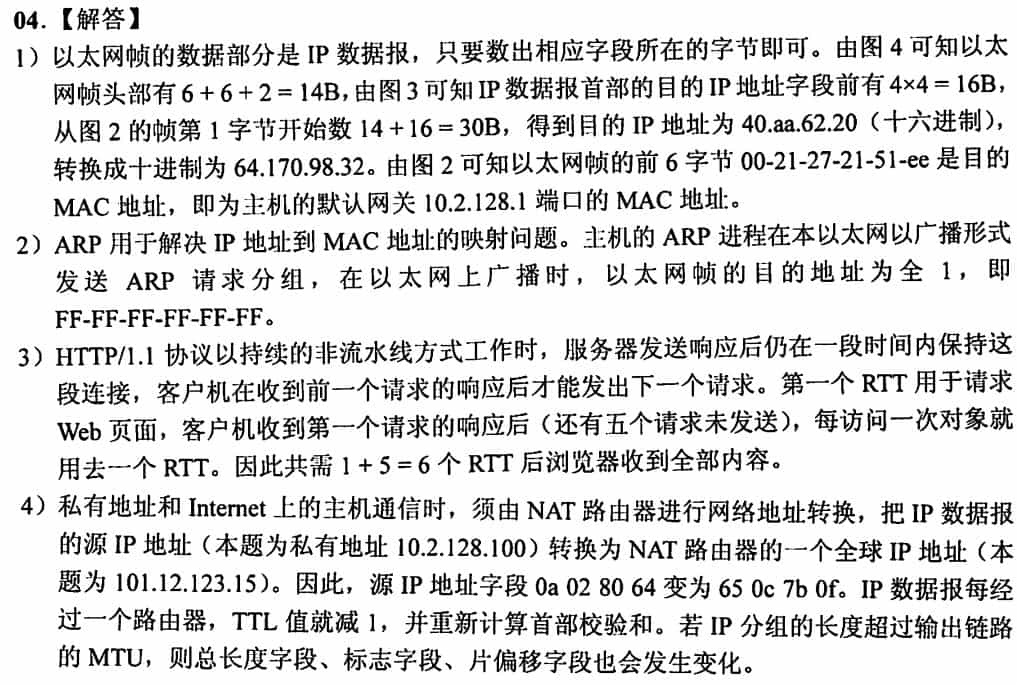 04.【解答】
1）以太网帧的数据部分是 IP 数据报，只要数出相应字段所在的字节即可。由图 4 可知以太
网帧头部有 6 + 6 + 2 = 14B，由图 3 可知 IP 数据报首部的目的 IP 地址字段前有 4×4 = 16B，
从图 2 的帧第 1 字节开始数 14 + 16 = 30B，得到目的 IP 地址为 40.aa.62.20（十六进制），
转换成十进制为 64.170.98.32。由图 2 可知以太网帧的前 6 字节 00-21-27-21-51-ee 是目的
MAC 地址，即为主机的默认网关 10.2.128.1 端口的 MAC 地址。
2）ARP 用于解决 IP 地址到 MAC 地址的映射问题。主机的 ARP 进程在本以太网以广播形式
发送 ARP 请求分组，在以太网上广播时，以太网帧的目的地址为全 1，即
FF-FF-FF-FF-FF-FF。
3）HTTP/1.1 协议以持续的非流水线方式工作时，服务器发送响应后仍在一段时间内保持这
段连接，客户机在收到前一个请求的响应后才能发出下一个请求。第一个 RTT 用于请求
Web 页面，客户机收到第一个请求的响应后（还有五个请求未发送），每访问一次对象就
用去一个 RTT。因此共需 1 + 5 = 6 个 RTT 后浏览器收到全部内容。
4）私有地址和 Internet 上的主机通信时，须由 NAT 路由器进行网络地址转换，把 IP 数据报
的源 IP 地址（本题为私有地址 10.2.128.100）转换为 NAT 路由器的一个全球 IP 地址（本
题为 101.12.123.15）。因此，源 IP 地址字段 0a 02 80 64 变为 65 0c 7b 0f。IP 数据报每经
过一个路由器，TTL 值就减 1，并重新计算首部校验和。若 IP 分组的长度超过输出链路
的 MTU，则总长度字段、标志字段、片偏移字段也会发生变化。